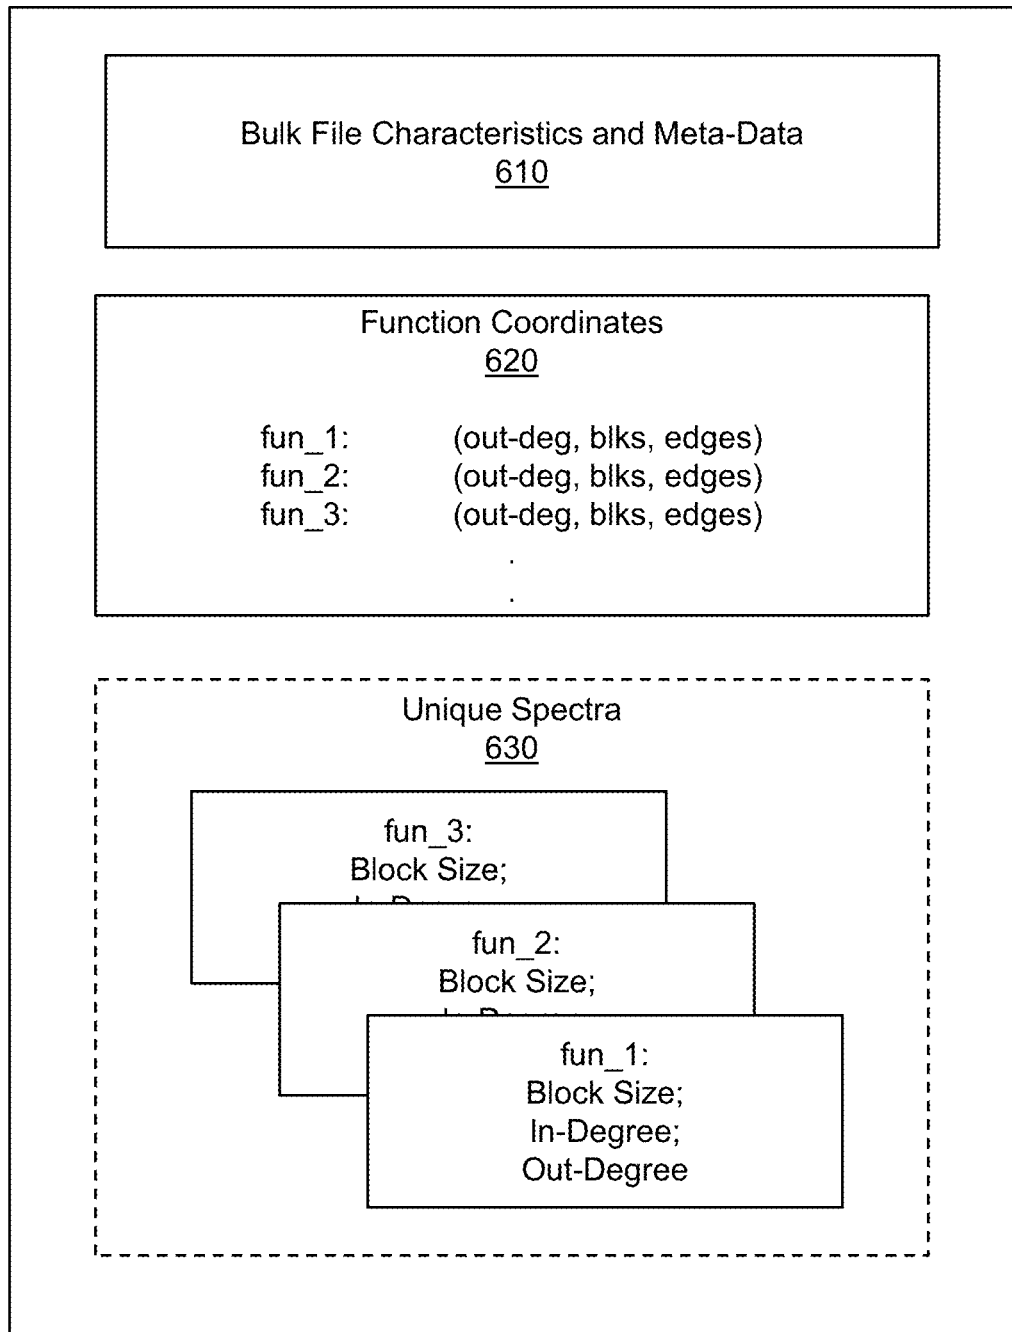 Bulk File Characteristics and Meta-Data
610
Function Coordinates
620
fun_1: (out-deg, blks, edges)
fun_2: (out-deg, blks, edges)
fun_3: (out-deg, blks, edges)
.
.
Unique Spectra
630
fun_3:
Block Size;
fun_2:
Block Size;
fun_1:
Block Size;
In-Degree;
Out-Degree